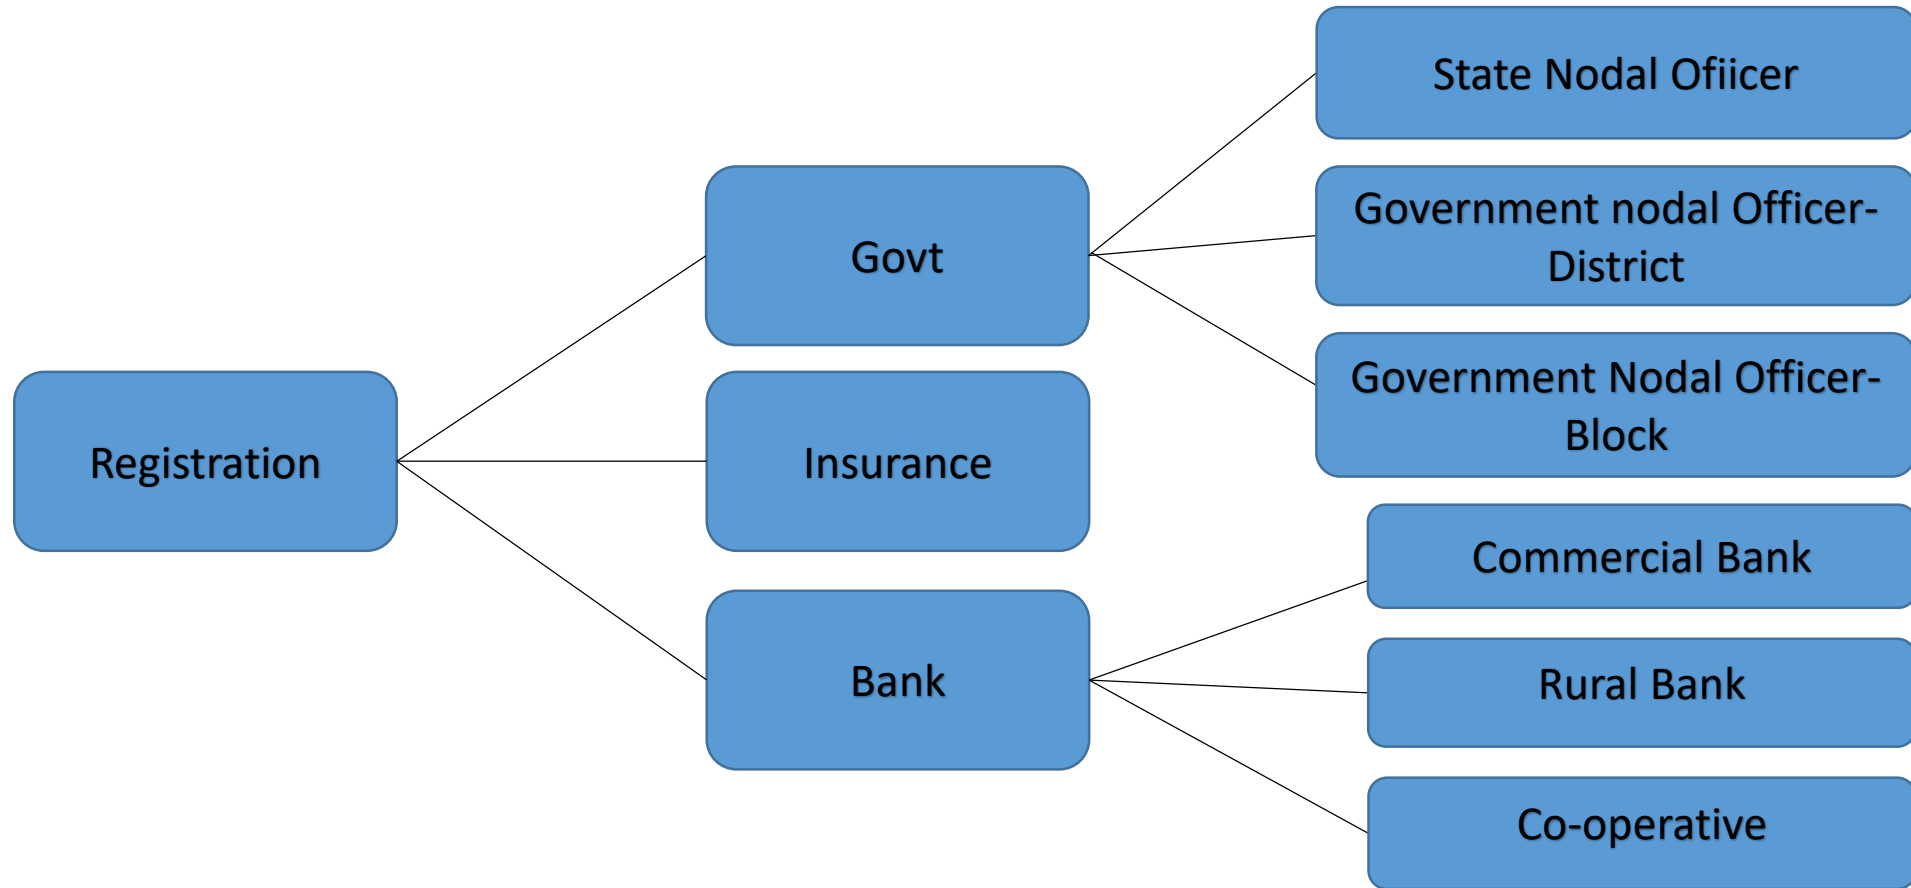 State Nodal Ofiicer
Government nodal Officer-
District
Govt
Government Nodal Officer-
Block
Registration
Insurance
Commercial Bank
Bank
Rural Bank
Co-operative